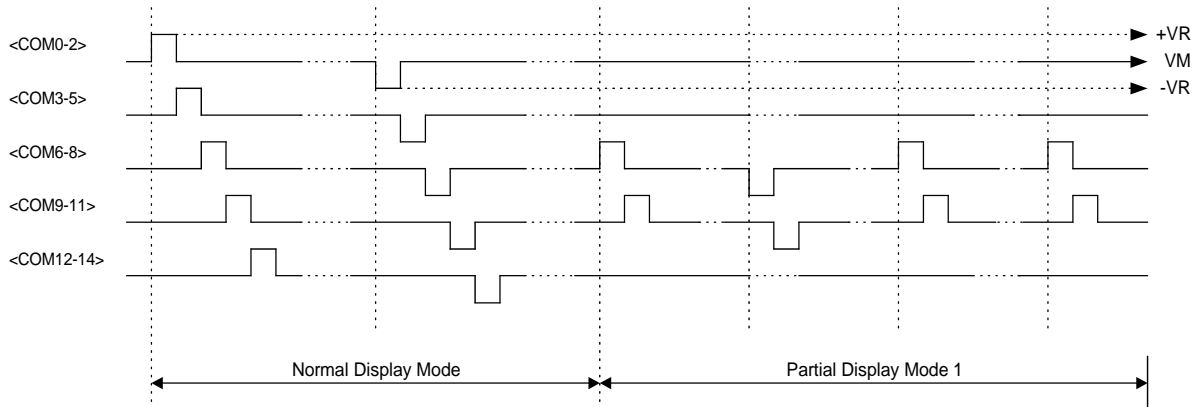 <COM0-2>
+VR
VM
-VR
<COM3-5>
<COM6-8>
<COM9-11>
<COM12-14>
Normal Display Mode
Partial Display Mode 1